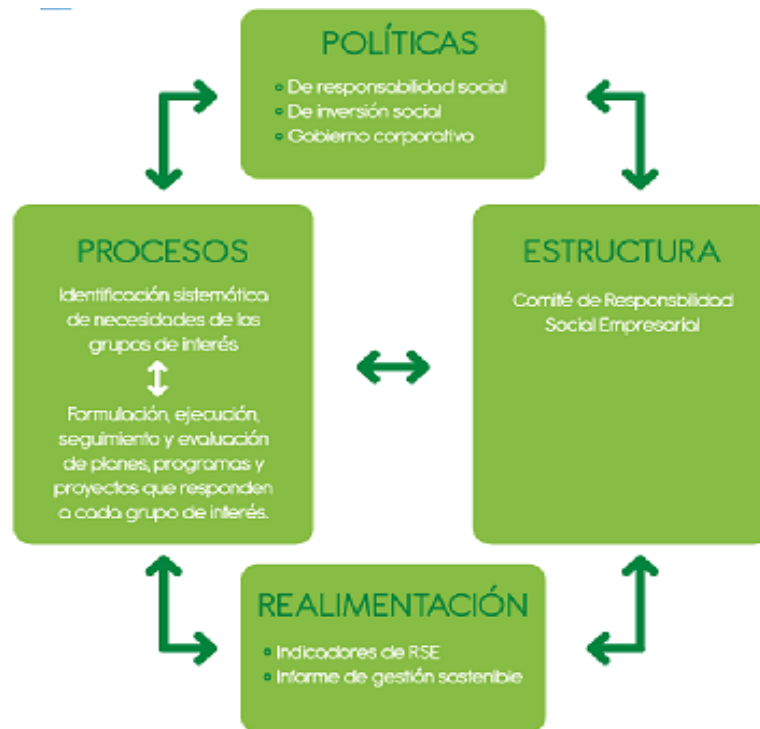 POLÍTICAS
De responsabilidad social
De inversión social
Gobierno corporativo
PROCESOS
Identificación sistemática
de necesidades de los
grupos de interés
Formulación, ejecución,
seguimiento y evaluación
de planes, programas y
proyectos que responden
a cada grupo de interés.
ESTRUCTURA
Comité de Responsbilidad
Social Empresarial
REALIMENTACIÓN
Indicadores de RSE
Informe de gestión sostenible